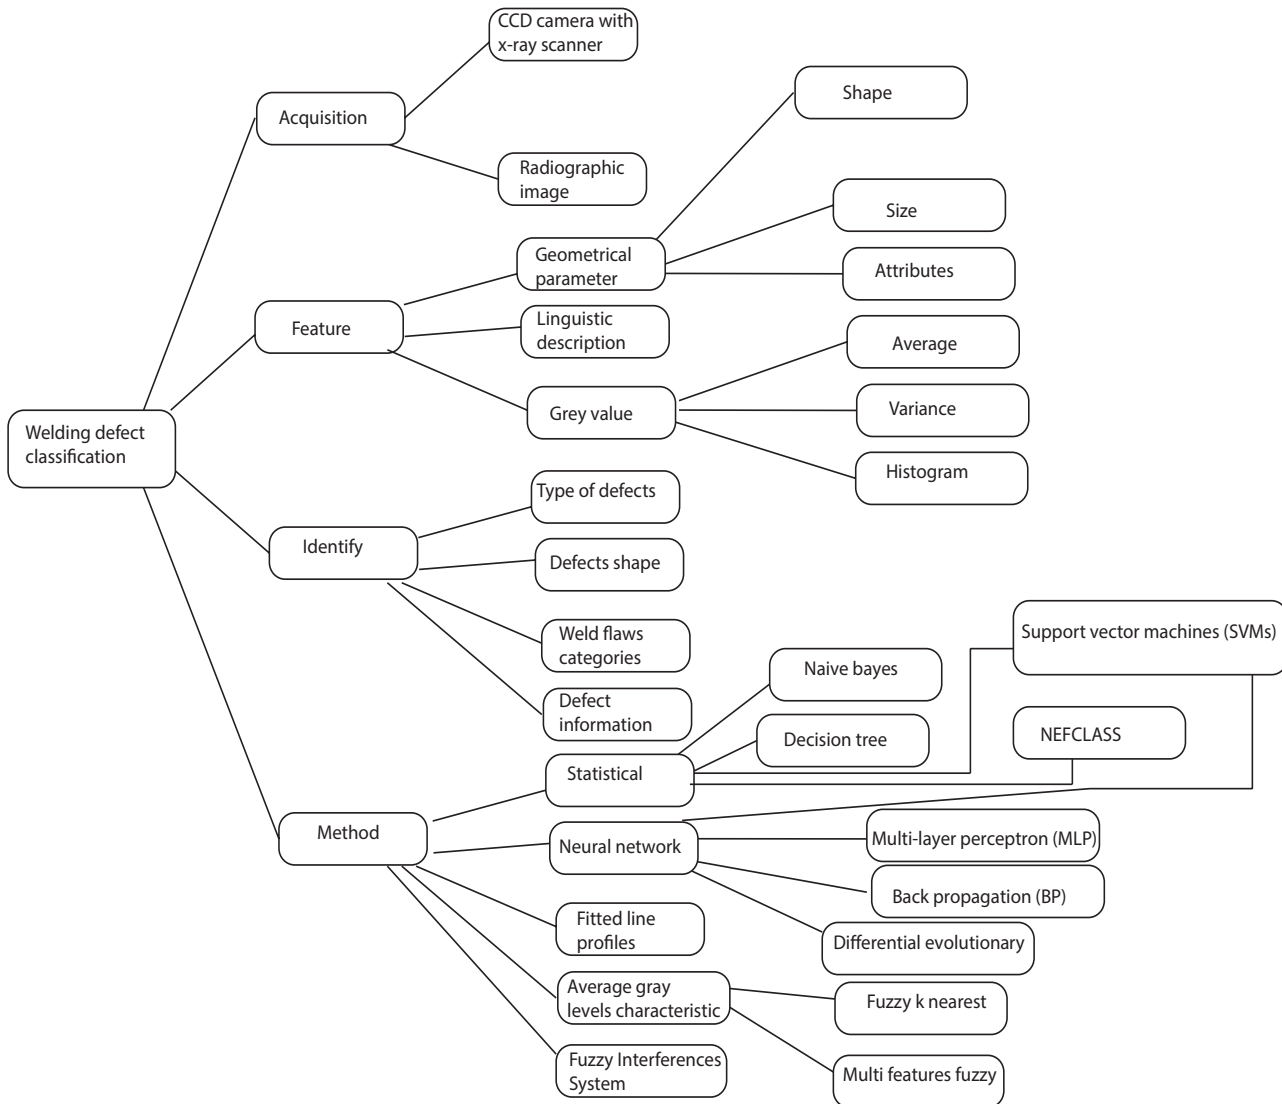 CCD camera with
x-ray scanner
Acquisition
Shape
Radiographic
image
Size
Geometrical
parameter
Attributes
Feature
Linguistic
description
Average
Grey value
Variance
Welding defect
classification
Histogram
Type of defects
Identify
Defects shape
Weld flaws
categories
Support vector machines (SVMs)
Naive bayes
Defect
information
NEFCLASS
Decision tree
Statistical
Method
Neural network
Multi-layer perceptron (MLP)
Back propagation (BP)
Fitted line
profiles
Differential evolutionary
Average gray
levels characteristic
Fuzzy k nearest
Fuzzy Interferences
System
Multi features fuzzy